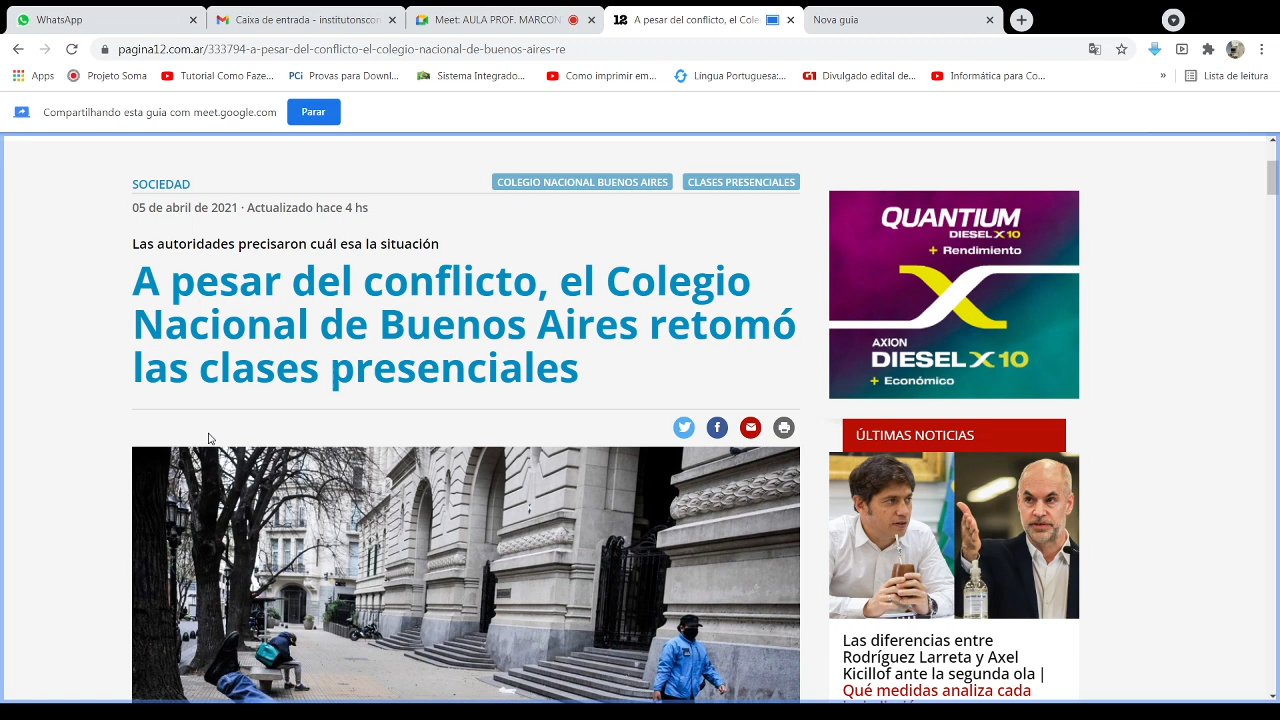 WhatsApp
Caixa de entrada - institutonscon
Meet: AULA PROF. MARCON
12 A pesar del conflicto, el Cole
Nova guia
pagina12.com.ar/333794-a-pesar-del-conflicto-el-colegio-nacional-de-buenos-aires-re
Apps
Projeto Soma
Tutorial Como Faze...
PCi Provas para Downl...
Sistema Integrado...
Como imprimir em...
Língua Portuguesa:...
G1 Divulgado edital de...
Informática para Co...
»
Lista de leitura
Compartilhando esta guia com meet.google.com
Parar
SOCIEDAD
COLEGIO NACIONAL BUENOS AIRES
CLASES PRESENCIALES
05 de abril de 2021 · Actualizado hace 4 hs
Las autoridades precisaron cuál esa la situación
A pesar del conflicto, el Colegio
Nacional de Buenos Aires retomó
las clases presenciales
QUANTIUM
DIESEL X10
+ Rendimiento
AXION
DIESEL X 10
+ Económico
ÚLTIMAS NOTICIAS
Las diferencias entre
Rodríguez Larreta y Axel
Kicillof ante la segunda ola |
Qué medidas analiza cada